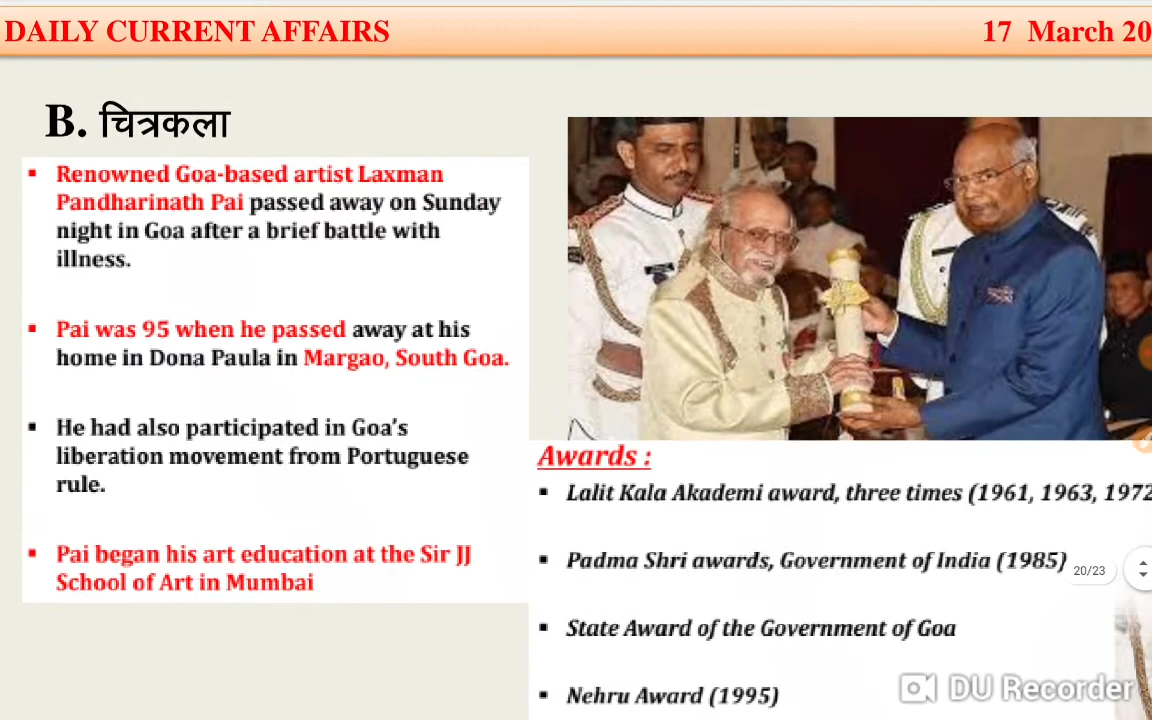 DAILY CURRENT AFFAIRS
17 March 20
B. चित्रकला
▪ Renowned Goa-based artist Laxman
Pandharinath Pai passed away on Sunday
night in Goa after a brief battle with
illness.
▪ Pai was 95 when he passed away at his
home in Dona Paula in Margao, South Goa.
▪ He had also participated in Goa’s
liberation movement from Portuguese
rule.
▪ Pai began his art education at the Sir JJ
School of Art in Mumbai
Awards :
▪ Lalit Kala Akademi award, three times (1961, 1963, 1972
▪ Padma Shri awards, Government of India (1985)
20/23
▪ State Award of the Government of Goa
▪ Nehru Award (1995)
DU Recorder